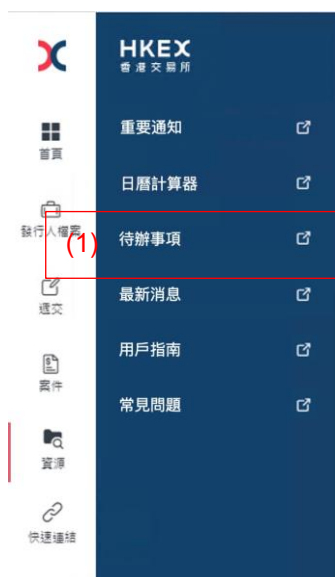 HKEX
香港交易所
首頁
發行人檔案
遞交
案件
資源
快速連結
重要通知
日曆計算器
(1) 待辦事項
最新消息
用戶指南
常見問題